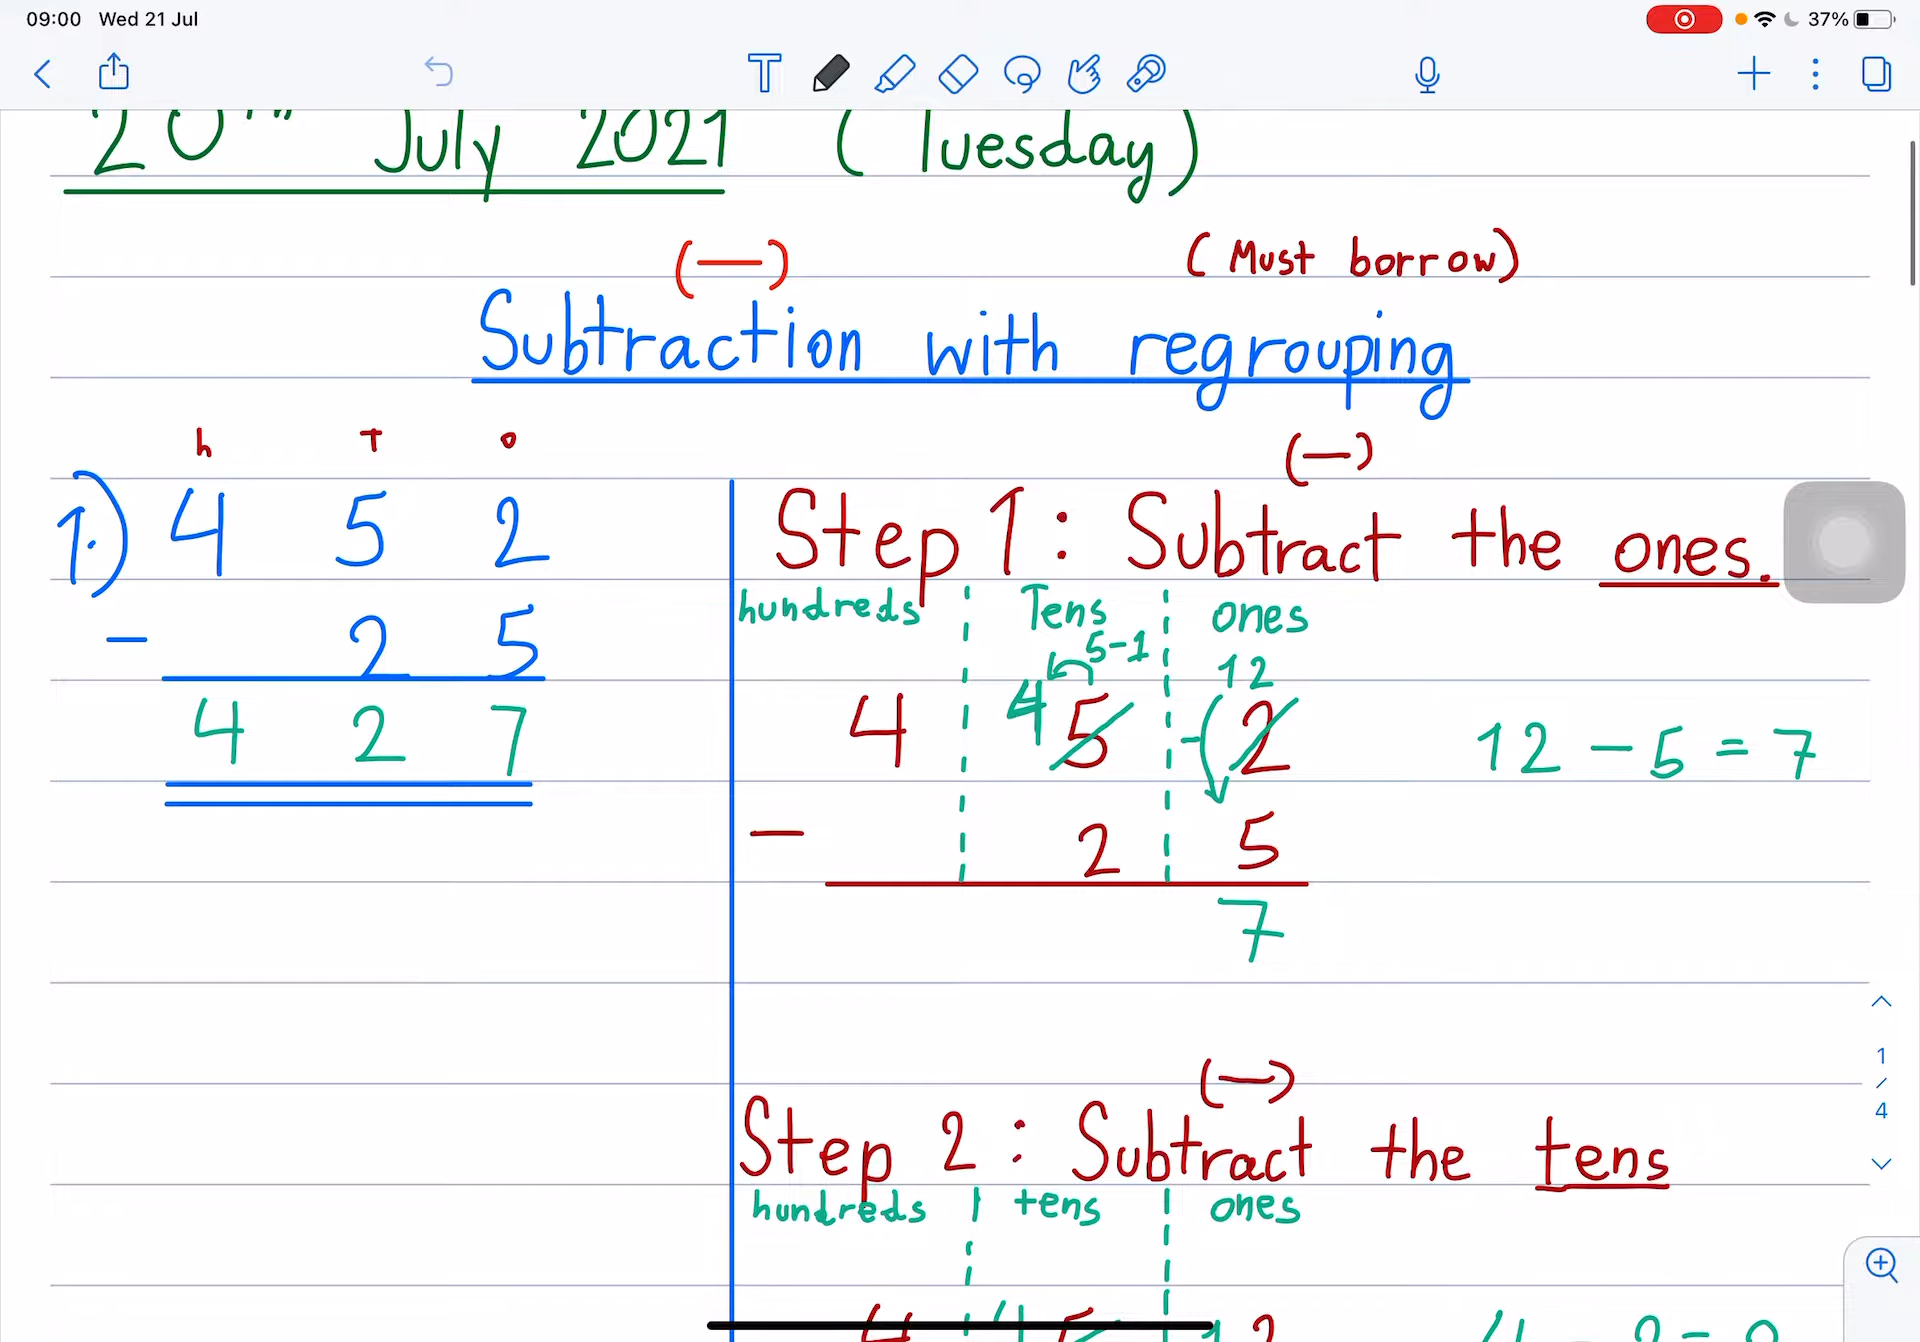 09:00 Wed 21 Jul 37%
20th July 2021 (Tuesday)
(—) (Must borrow)
Subtraction with regrouping
h T o
1.) 4 5 2
— 2 5
4 2 7
(—)
Step 1: Subtract the ones.
hundreds Tens ones
5-1
4 12
4 5 2 12 — 5 = 7
— 2 5
7
(—)
Step 2: Subtract the tens
hundreds tens ones
1
/
4